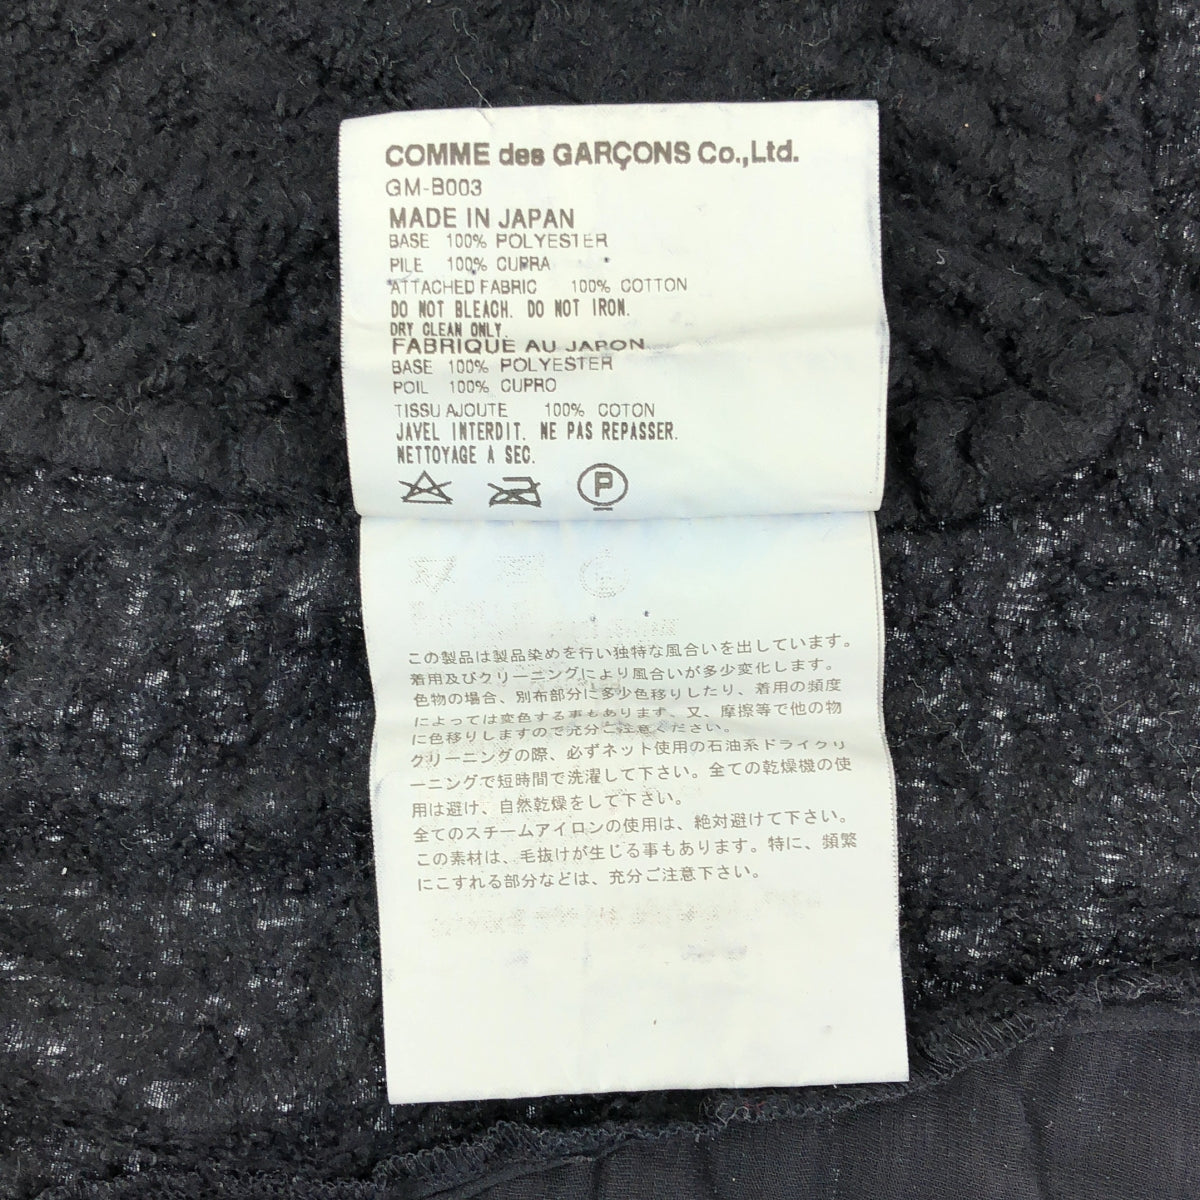 COMME des GARÇONS Co.,Ltd.
GM-B003
MADE IN JAPAN
BASE 100% POLYESTER
PILE 100% CUPRA
ATTACHED FABRIC 100% COTTON
DO NOT BLEACH. DO NOT IRON.
DRY CLEAN ONLY.
FABRIQUE AU JAPON
BASE 100% POLYESTER
POIL 100% CUPRO
TISSU AJOUTE 100% COTON
JAVEL INTERDIT. NE PAS REPASSER.
NETTOYAGE A SEC.
P
この製品は製品染めを行い独特な風合いを出しています。
着用及びクリーニングにより風合いが多少変化します。
色物の場合、別布部分に多少色移りしたり、着用の頻度
によっては変色する事もあります、又、摩擦等で他の物
に色移りしますので充分ご注意ください。
クリーニングの際、必ずネット使用の石油系ドライクリ
ーニングで短時間で洗濯して下さい。全ての乾燥機の使
用は避け、自然乾燥をして下さい。
全てのスチームアイロンの使用は、絶対避けて下さい。
この素材は、毛抜けが生じる事もあります。特に、頻繁
にこすれる部分などは、充分ご注意下さい。